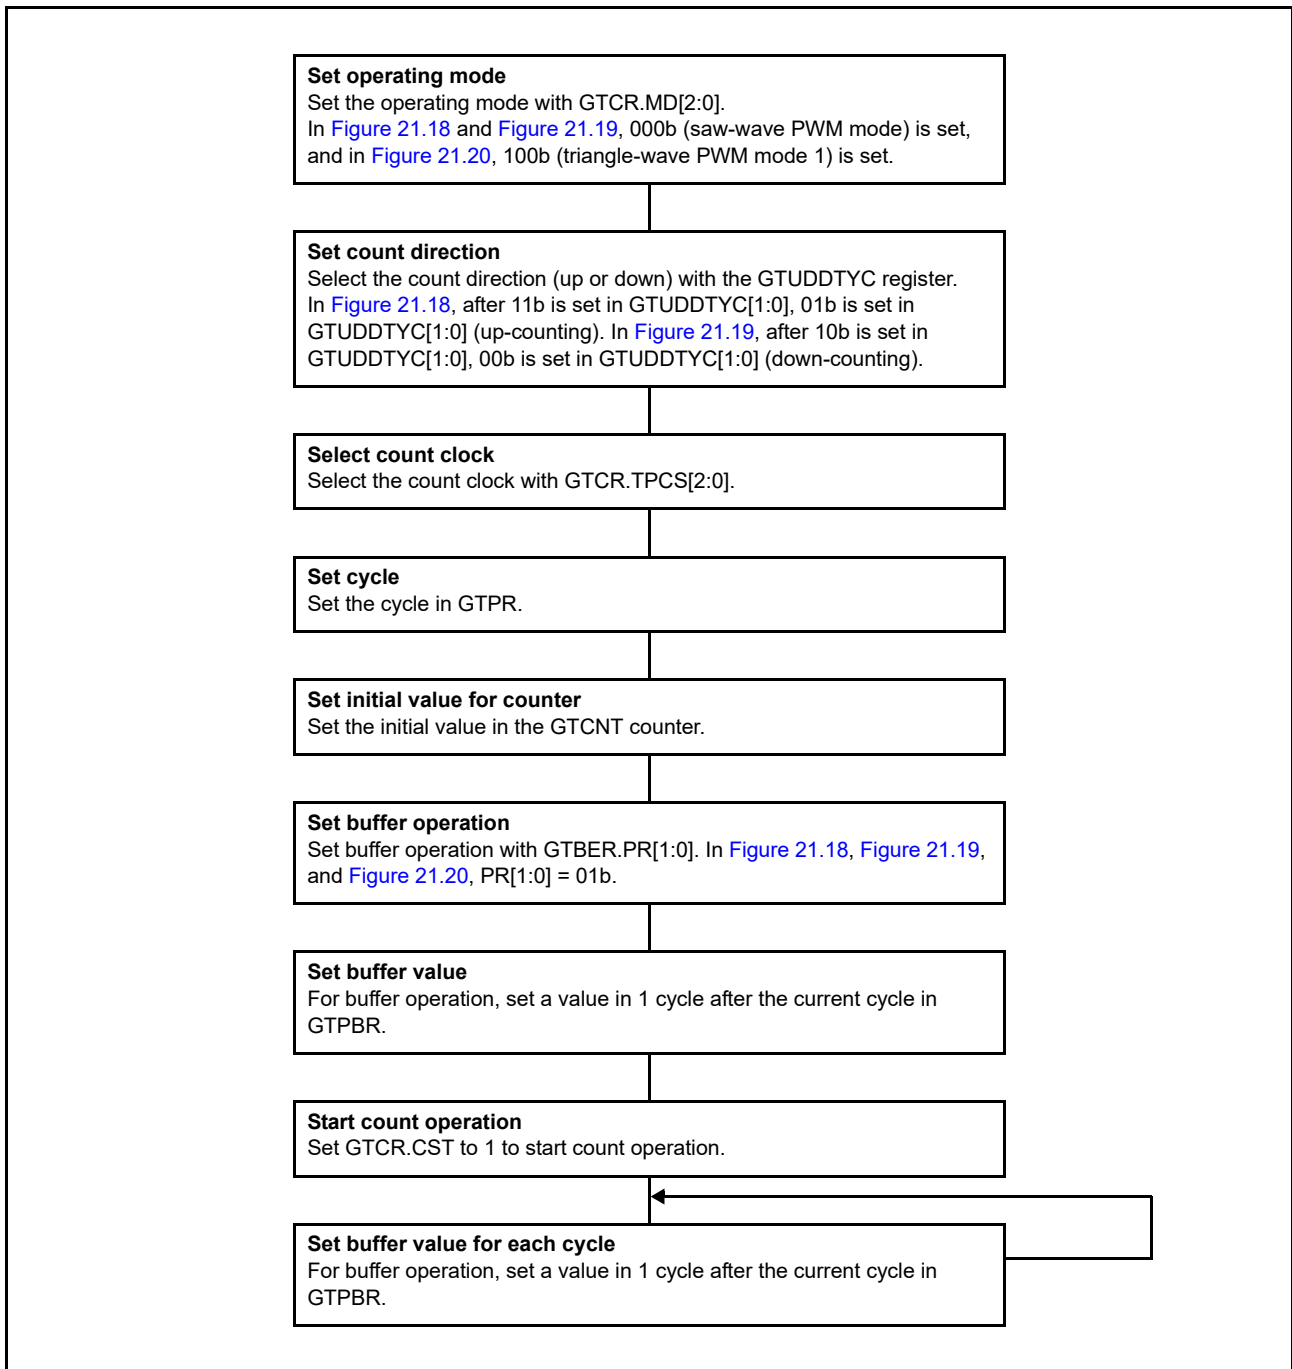 Set operating mode
Set the operating mode with GTCR.MD[2:0].
In Figure 21.18 and Figure 21.19, 000b (saw-wave PWM mode) is set,
and in Figure 21.20, 100b (triangle-wave PWM mode 1) is set.
Set count direction
Select the count direction (up or down) with the GTUDDTYC register.
In Figure 21.18, after 11b is set in GTUDDTYC[1:0], 01b is set in
GTUDDTYC[1:0] (up-counting). In Figure 21.19, after 10b is set in
GTUDDTYC[1:0], 00b is set in GTUDDTYC[1:0] (down-counting).
Select count clock
Select the count clock with GTCR.TPCS[2:0].
Set cycle
Set the cycle in GTPR.
Set initial value for counter
Set the initial value in the GTCNT counter.
Set buffer operation
Set buffer operation with GTBER.PR[1:0]. In Figure 21.18, Figure 21.19,
and Figure 21.20, PR[1:0] = 01b.
Set buffer value
For buffer operation, set a value in 1 cycle after the current cycle in
GTPBR.
Start count operation
Set GTCR.CST to 1 to start count operation.
Set buffer value for each cycle
For buffer operation, set a value in 1 cycle after the current cycle in
GTPBR.